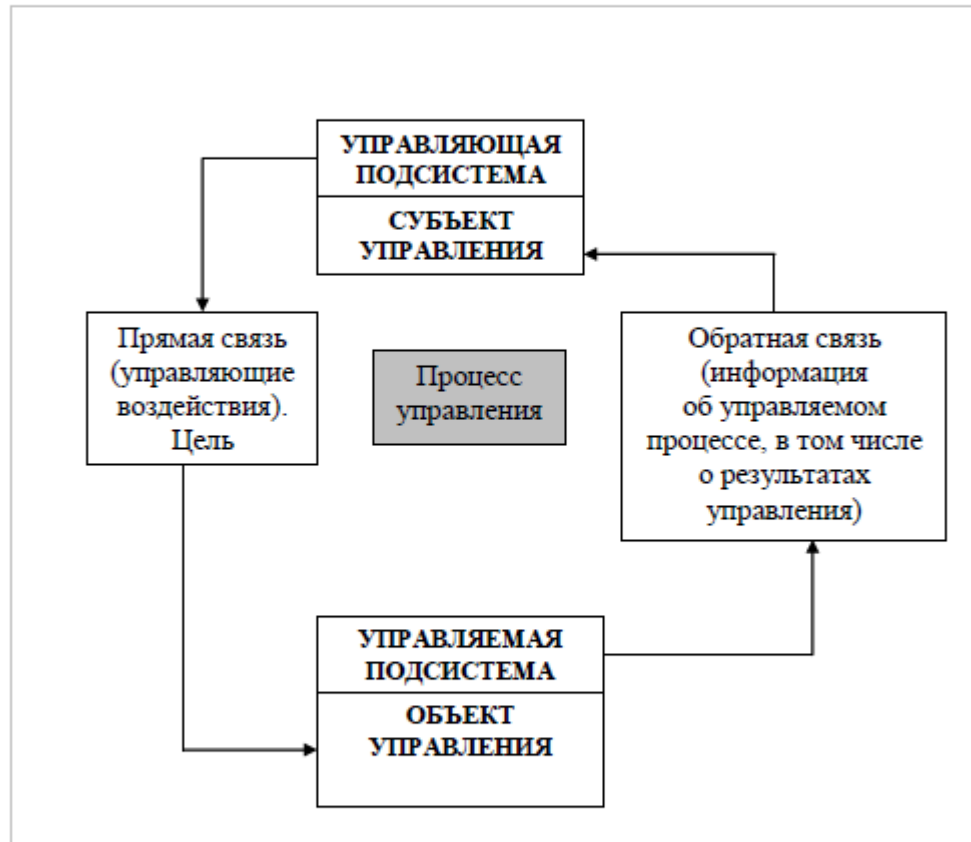 УПРАВЛЯЮЩАЯ
ПОДСИСТЕМА
СУБЪЕКТ
УПРАВЛЕНИЯ
Прямая связь
(управляющие
воздействия).
Цель
Процесс
управления
Обратная связь
(информация
об управляемом
процессе, в том числе
о результатах
управления)
УПРАВЛЯЕМАЯ
ПОДСИСТЕМА
ОБЪЕКТ
УПРАВЛЕНИЯ